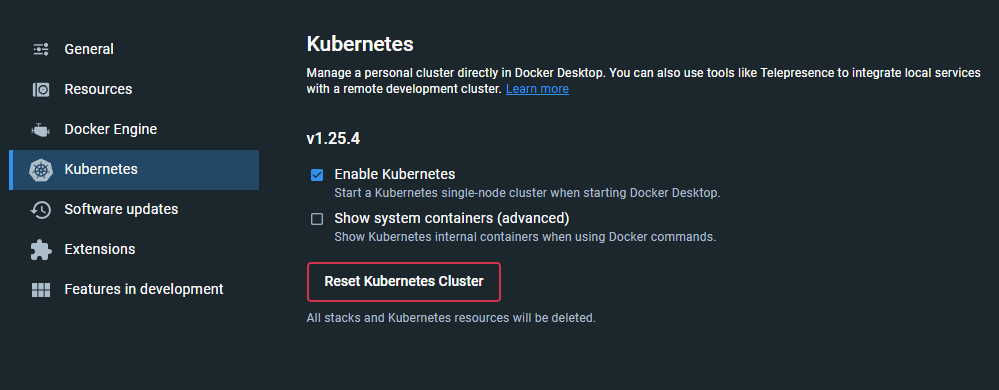 General
Resources
Docker Engine
Kubernetes
Software updates
Extensions
Features in development
Kubernetes
Manage a personal cluster directly in Docker Desktop. You can also use tools like Telepresence to integrate local services
with a remote development cluster. Learn more
v1.25.4
Enable Kubernetes
Start a Kubernetes single-node cluster when starting Docker Desktop.
Show system containers (advanced)
Show Kubernetes internal containers when using Docker commands.
Reset Kubernetes Cluster
All stacks and Kubernetes resources will be deleted.